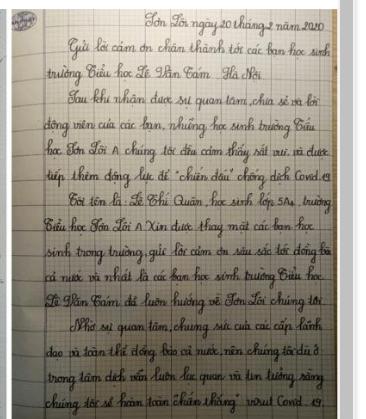 Sơn Lôi ngày 20 tháng 2 năm 2020
Gửi lời cảm ơn chân thành tới các bạn học sinh
trường Tiểu học Lê Văn Tám Hà Nội
Sau khi nhận được sự quan tâm, chia sẻ và lời
động viên của các bạn, những học sinh trường Tiểu
học Sơn Lôi A chúng tôi đều cảm thấy rất vui và được
tiếp thêm động lực để "chiến đấu" chống dịch Covid.19
Tôi tên là: Lê Chí Quân, học sinh lớp 5A4, trường
Tiểu học Sơn Lôi A Xin được thay mặt các bạn học
sinh trong trường, gửi lời cảm ơn sâu sắc tới đồng bào
cả nước và nhất là các bạn học sinh trường Tiểu học
Lê Văn Tám đã luôn hướng về Sơn Lôi chúng tôi
Nhờ sự quan tâm, chung sức của các cấp lãnh
đạo và toàn thể đồng bào cả nước, nên chúng tôi dù ở
trong tâm dịch vẫn luôn lạc quan và tin tưởng rằng
chúng tôi sẽ hoàn toàn "chiến thắng" virut Covid.19.